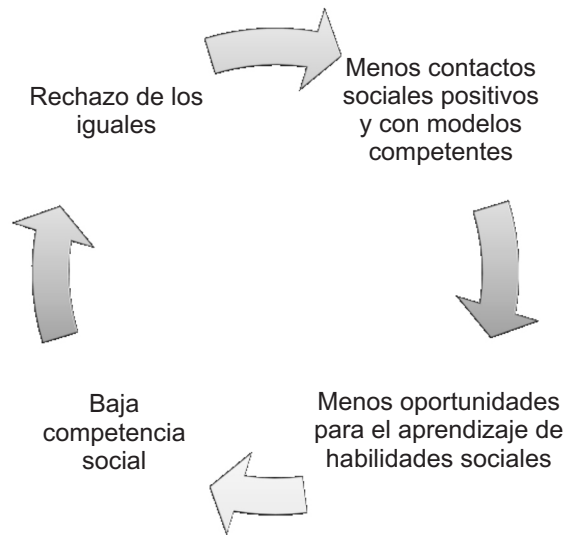 Rechazo de los
iguales
Menos contactos
sociales positivos
y con modelos
competentes
Menos oportunidades
para el aprendizaje de
habilidades sociales
Baja
competencia
social